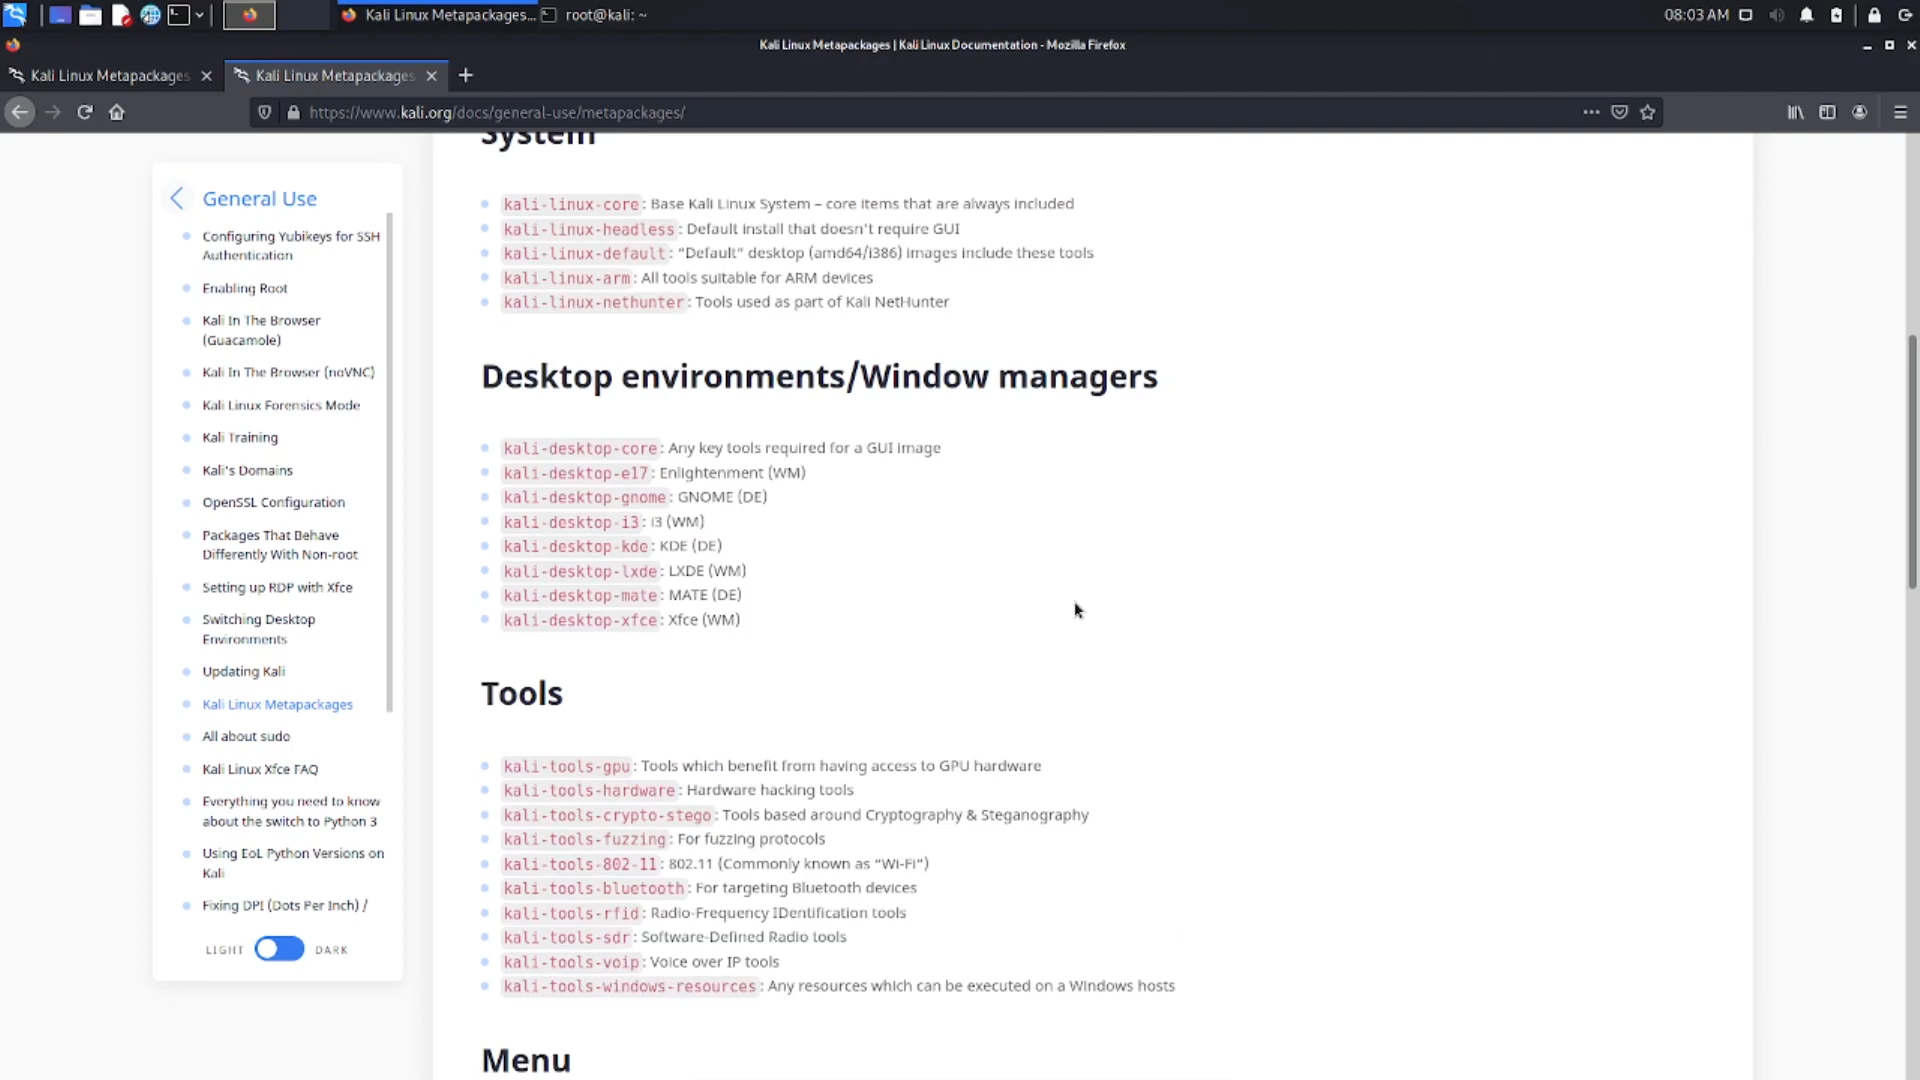 Kali Linux Metapackages...
root@kali: ~
08:03 AM
Kali Linux Metapackages | Kali Linux Documentation - Mozilla Firefox
Kali Linux Metapackages
Kali Linux Metapackages
https://www.kali.org/docs/general-use/metapackages/
General Use
Configuring Yubikeys for SSH
Authentication
Enabling Root
Kali In The Browser
(Guacamole)
Kali In The Browser (noVNC)
Kali Linux Forensics Mode
Kali Training
Kali's Domains
OpenSSL Configuration
Packages That Behave
Differently With Non-root
Setting up RDP with Xfce
Switching Desktop
Environments
Updating Kali
Kali Linux Metapackages
All about sudo
Kali Linux Xfce FAQ
Everything you need to know
about the switch to Python 3
Using EoL Python Versions on
Kali
Fixing DPI (Dots Per Inch) /
LIGHT DARK
System
kali-linux-core: Base Kali Linux System – core items that are always included
kali-linux-headless: Default install that doesn't require GUI
kali-linux-default: “Default” desktop (amd64/i386) images include these tools
kali-linux-arm: All tools suitable for ARM devices
kali-linux-nethunter: Tools used as part of Kali NetHunter
Desktop environments/Window managers
kali-desktop-core: Any key tools required for a GUI image
kali-desktop-e17: Enlightenment (WM)
kali-desktop-gnome: GNOME (DE)
kali-desktop-i3: i3 (WM)
kali-desktop-kde: KDE (DE)
kali-desktop-lxde: LXDE (WM)
kali-desktop-mate: MATE (DE)
kali-desktop-xfce: Xfce (WM)
Tools
kali-tools-gpu: Tools which benefit from having access to GPU hardware
kali-tools-hardware: Hardware hacking tools
kali-tools-crypto-stego: Tools based around Cryptography & Steganography
kali-tools-fuzzing: For fuzzing protocols
kali-tools-802-11: 802.11 (Commonly known as “Wi-Fi”)
kali-tools-bluetooth: For targeting Bluetooth devices
kali-tools-rfid: Radio-Frequency IDentification tools
kali-tools-sdr: Software-Defined Radio tools
kali-tools-voip: Voice over IP tools
kali-tools-windows-resources: Any resources which can be executed on a Windows hosts
Menu